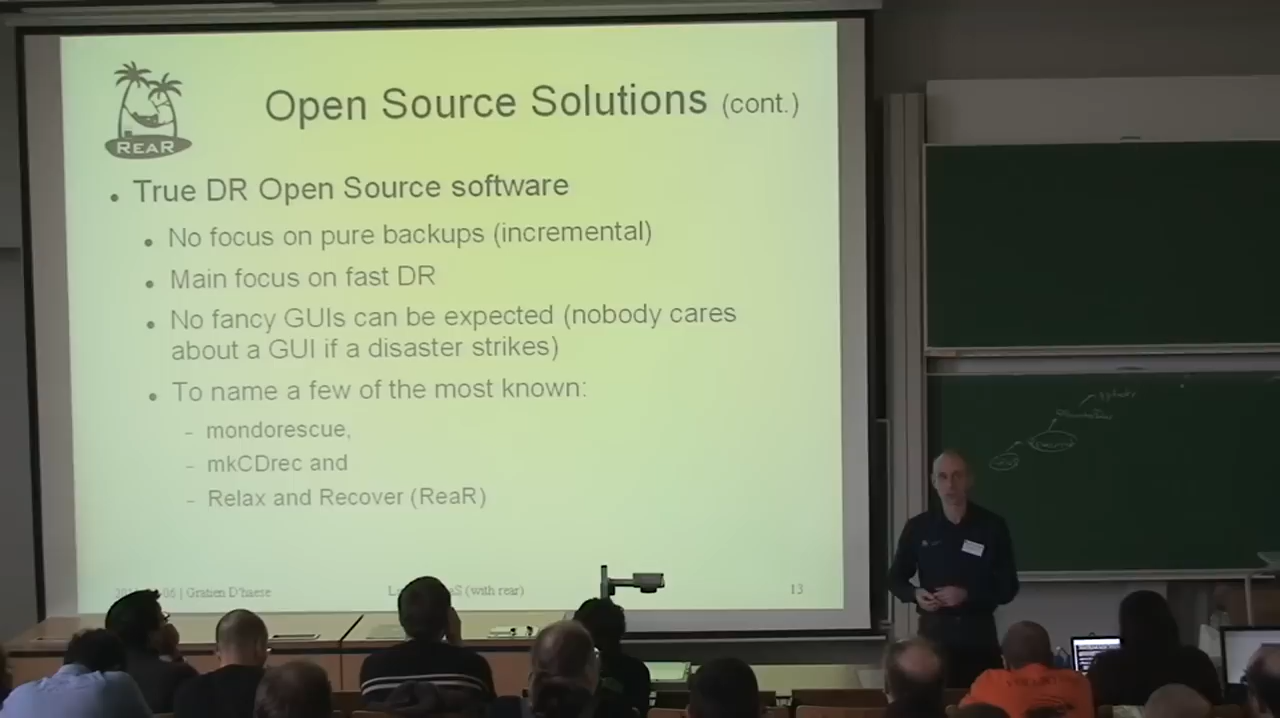 Open Source Solutions (cont.)
REAR
• True DR Open Source software
• No focus on pure backups (incremental)
• Main focus on fast DR
• No fancy GUIs can be expected (nobody cares
about a GUI if a disaster strikes)
• To name a few of the most known:
– mondorescue,
– mkCDrec and
– Relax and Recover (ReaR)
| Gratien D'haese
(with rear)
13